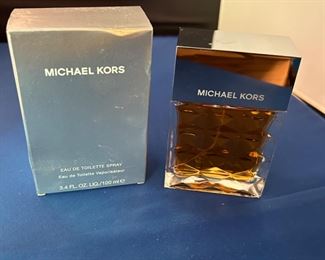 MICHAEL KORS
EAU DE TOILETTE SPRAY
Eau de Toilette Vaporisateur
3.4 FL. OZ. LIQ./100 ml ℮
MICHAEL KORS